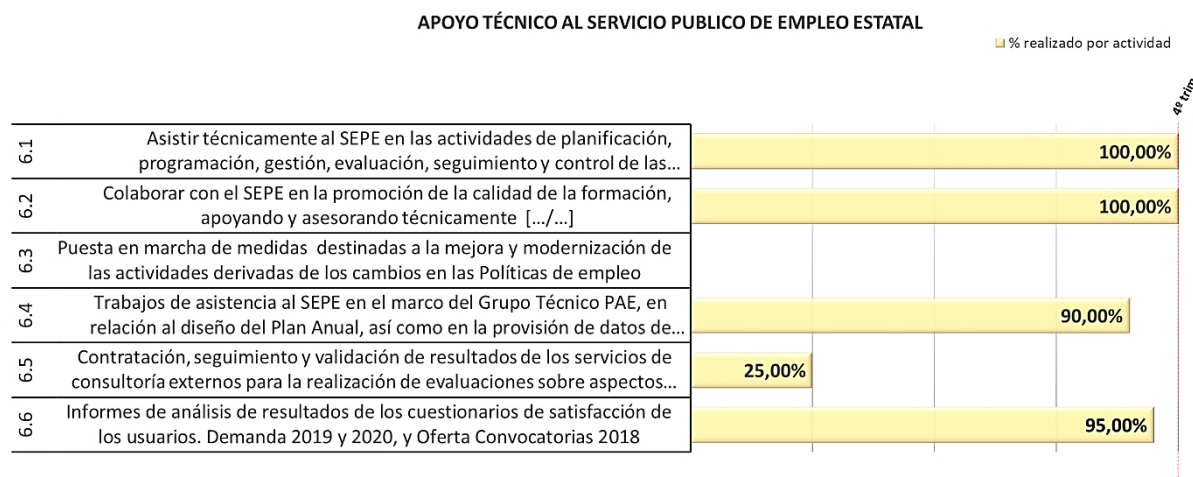 APOYO TÉCNICO AL SERVICIO PUBLICO DE EMPLEO ESTATAL
% realizado por actividad
4º trim
6.1
Asistir técnicamente al SEPE en las actividades de planificación,
programación, gestión, evaluación, seguimiento y control de las...
100,00%
6.2
Colaborar con el SEPE en la promoción de la calidad de la formación,
apoyando y asesorando técnicamente [.../...]
100,00%
6.3
Puesta en marcha de medidas destinadas a la mejora y modernización de
las actividades derivadas de los cambios en las Políticas de empleo
6.4
Trabajos de asistencia al SEPE en el marco del Grupo Técnico PAE, en
relación al diseño del Plan Anual, así como en la provisión de datos de...
90,00%
6.5
Contratación, seguimiento y validación de resultados de los servicios de
consultoría externos para la realización de evaluaciones sobre aspectos...
25,00%
6.6
Informes de análisis de resultados de los cuestionarios de satisfacción de
los usuarios. Demanda 2019 y 2020, y Oferta Convocatorias 2018
95,00%